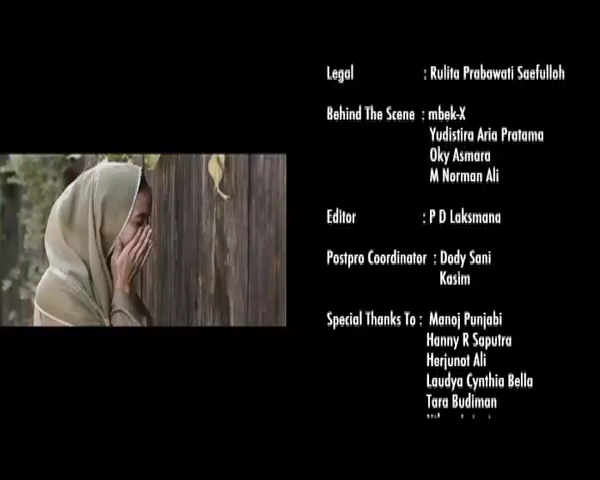 Legal : Rulita Prabawati Saefulloh
Behind The Scene : mbek-X
Yudistira Aria Pratama
Oky Asmara
M Norman Ali
Editor : P D Laksmana
Postpro Coordinator : Dody Sani
Kasim
Special Thanks To : Manoj Punjabi
Hanny R Saputra
Herjunot Ali
Laudya Cynthia Bella
Tara Budiman